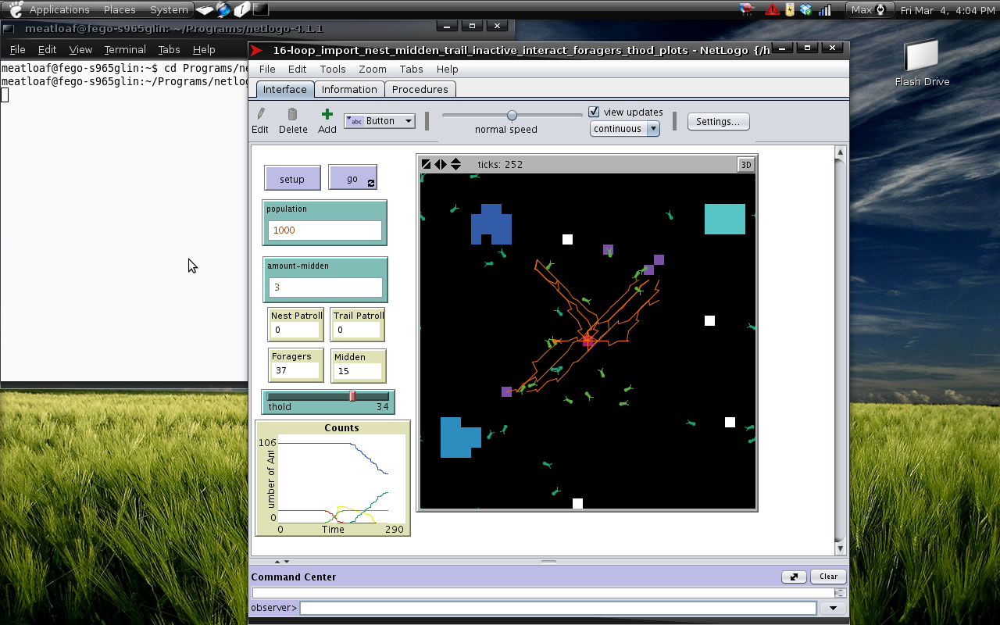 Applications Places System
Max Fri Mar 4, 4:04 PM
meatloaf@fego-s965glin: ~/Programs/netlogo-4.1.1
File Edit View Terminal Tabs Help
meatloaf@fego-s965glin:~$ cd Programs/ne
meatloaf@fego-s965glin:~/Programs/netlog
Flash Drive
16-loop_import_nest_midden_trail_inactive_interact_foragers_thod_plots - NetLogo {/h
File Edit Tools Zoom Tabs Help
Interface Information Procedures
Edit Delete Add abc Button normal speed view updates continuous Settings...
setup go
population
1000
amount-midden
3
Nest Patroll Trail Patroll
0 0
Foragers Midden
37 15
thold 34
Counts
106
umber of An
0
0 Time 290
ticks: 252 3D
Command Center Clear
observer>